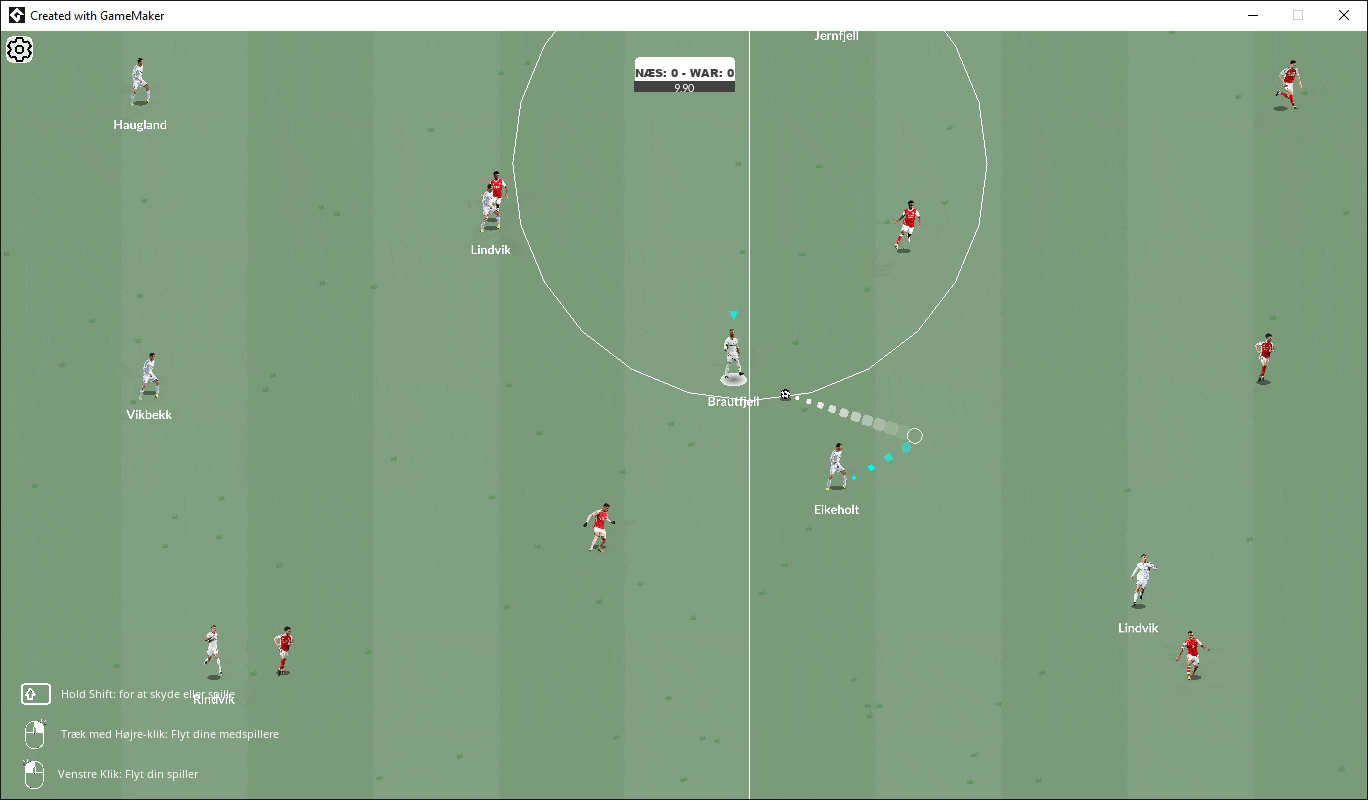 Created with GameMaker
Jernfjell
NÆS: 0 - WAR: 0
9.90
Haugland
Lindvik
Vikbekk
Brautfjell
Eikeholt
Lindvik
Hold Shift: for at skyde eller spille
Rindvik
Træk med Højre-klik: Flyt dine medspillere
Venstre Klik: Flyt din spiller